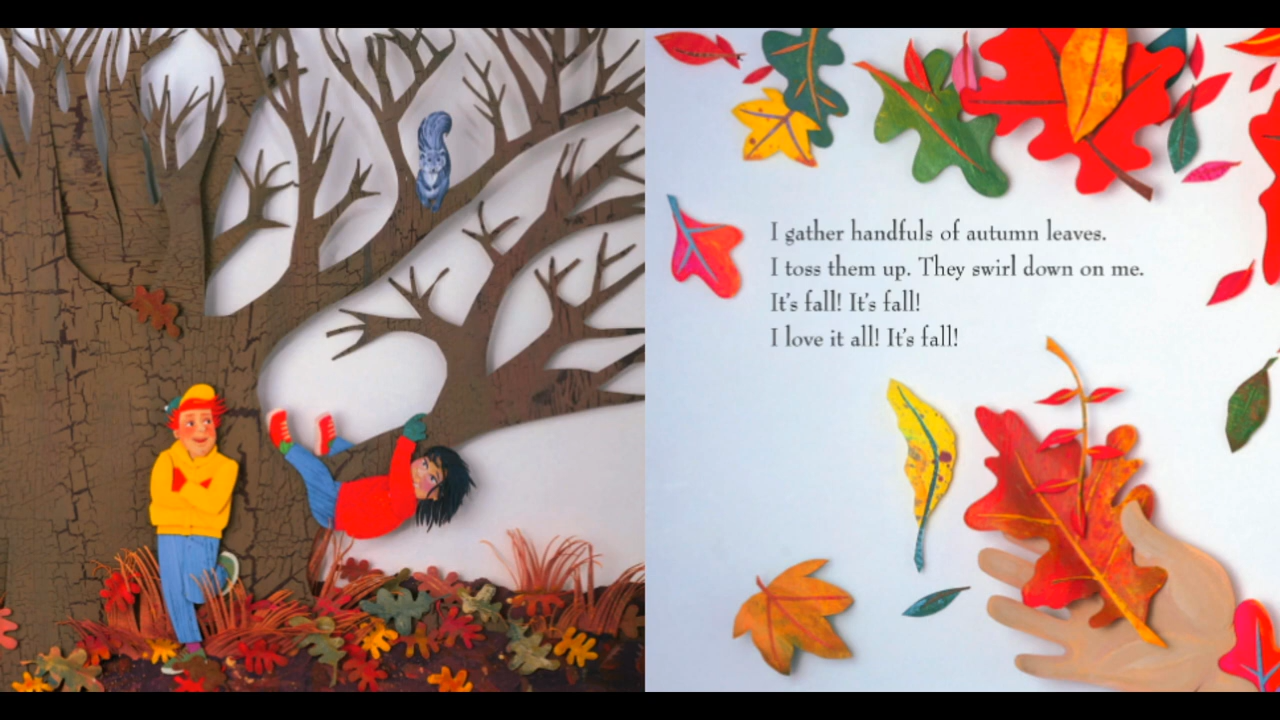 I gather handfuls of autumn leaves.
I toss them up. They swirl down on me.
It's fall! It's fall!
I love it all! It's fall!